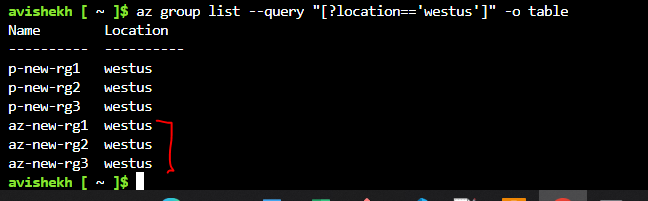 avishekh [ ~ ]$ az group list --query "[?location=='westus']" -o table
Name Location
---------- ----------
p-new-rg1 westus
p-new-rg2 westus
p-new-rg3 westus
az-new-rg1 westus
az-new-rg2 westus
az-new-rg3 westus
avishekh [ ~ ]$